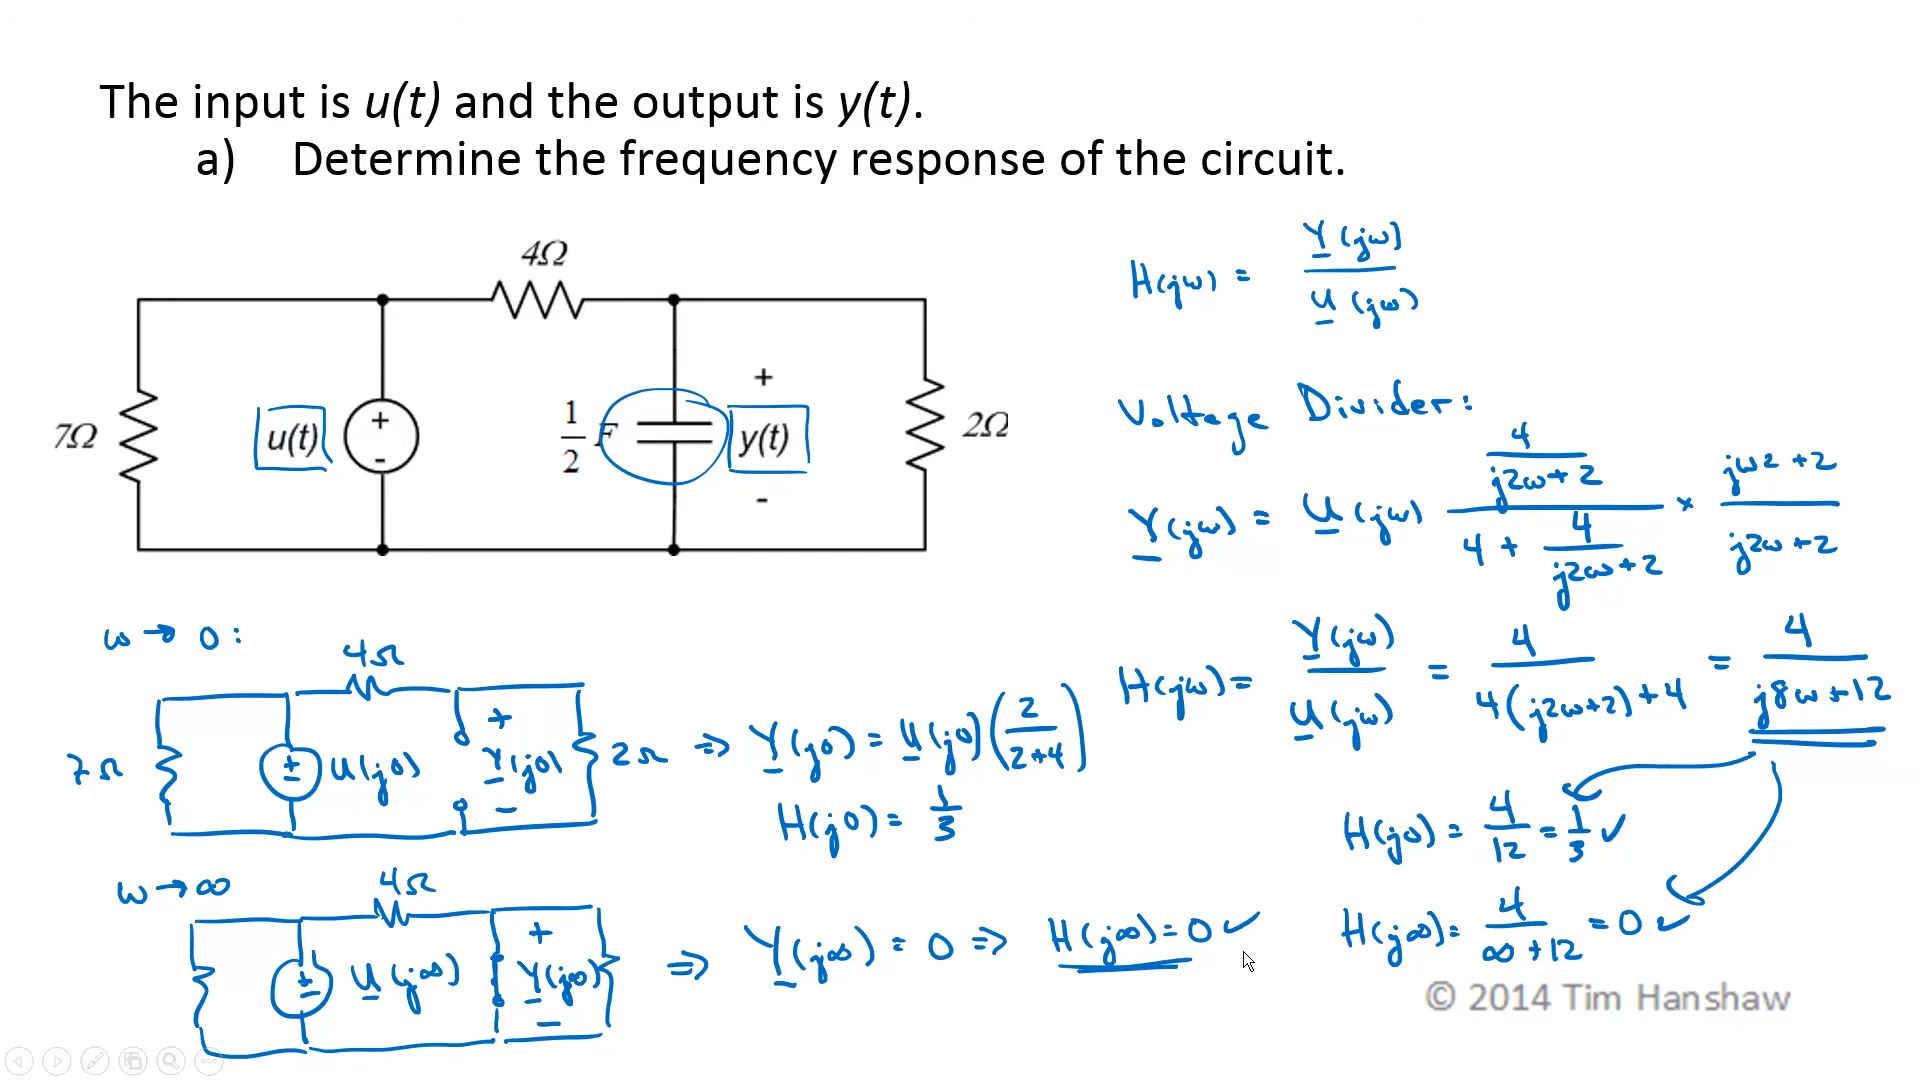 The input is u(t) and the output is y(t).
a) Determine the frequency response of the circuit.
4Ω
7Ω
u(t)
+
-
1/2 F
+
y(t)
-
2Ω
H(jω) = Y(jω) / U(jω)
Voltage Divider:
Y(jω) = U(jω) (4/(j2ω+2)) / (4 + 4/(j2ω+2)) × (jω2+2)/(j2ω+2)
H(jω) = Y(jω)/U(jω) = 4/(4(j2ω+2)+4) = 4/(j8ω+12)
H(j0) = 4/12 = 1/3 ✓
H(j∞) = 4/(∞+12) = 0 ✓
ω → 0:
4Ω
7Ω
±
U(j0)
+
Y(j0)
-
2Ω
⇒ Y(j0) = U(j0)(2/(2+4))
H(j0) = 1/3
ω → ∞
4Ω
±
U(j∞)
+
Y(j∞)
-
⇒ Y(j∞) = 0 ⇒ H(j∞) = 0 ✓
© 2014 Tim Hanshaw